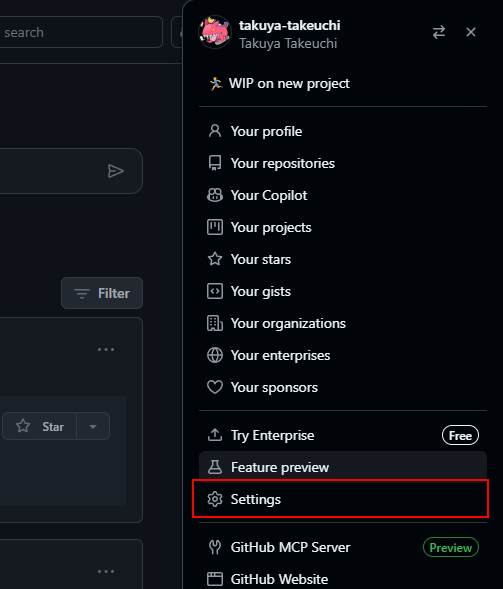 search
takuya-takeuchi
Takuya Takeuchi
WIP on new project
Your profile
Your repositories
Your Copilot
Your projects
Your stars
Your gists
Your organizations
Your enterprises
Your sponsors
Try Enterprise Free
Feature preview
Settings
GitHub MCP Server Preview
GitHub Website
Filter
Star